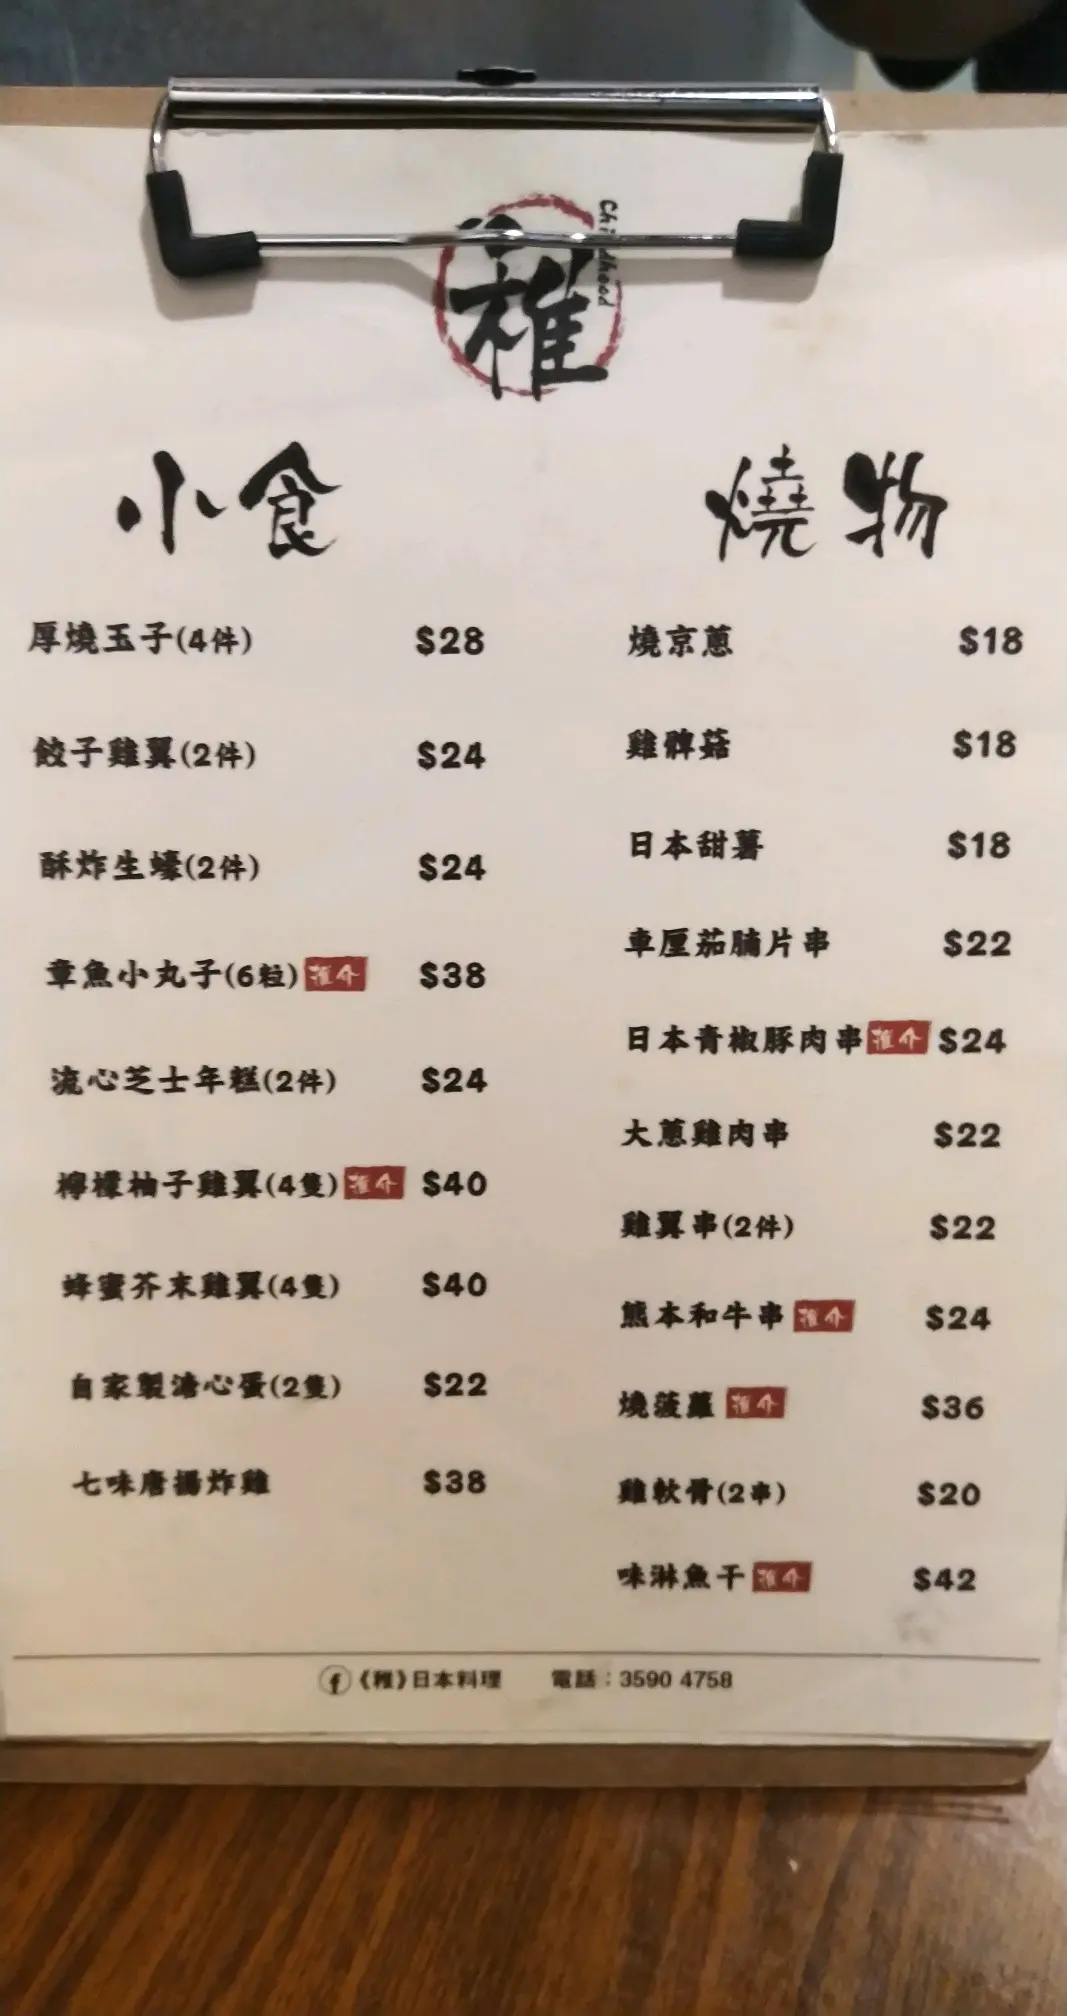 Childhood
稚
小食
厚燒玉子(4件) $28
餃子雞翼(2件) $24
酥炸生蠔(2件) $24
章魚小丸子(6粒) 推介 $38
流心芝士年糕(2件) $24
檸檬柚子雞翼(4隻) 推介 $40
蜂蜜芥末雞翼(4隻) $40
自家製溏心蛋(2隻) $22
七味唐揚炸雞 $38
燒物
燒京蔥 $18
雞髀菇 $18
日本甜薯 $18
車厘茄腩片串 $22
日本青椒豚肉串 推介 $24
大蔥雞肉串 $22
雞翼串(2件) $22
熊本和牛串 推介 $24
燒菠蘿 推介 $36
雞軟骨(2串) $20
味淋魚干 推介 $42
f 《稚》日本料理 電話：3590 4758